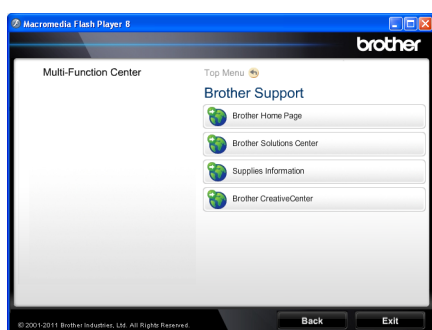 Macromedia Flash Player 8
brother
Multi-Function Center
Top Menu
Brother Support
Brother Home Page
Brother Solutions Center
Supplies Information
Brother CreativeCenter
© 2001-2011 Brother Industries, Ltd. All Rights Reserved.
Back
Exit